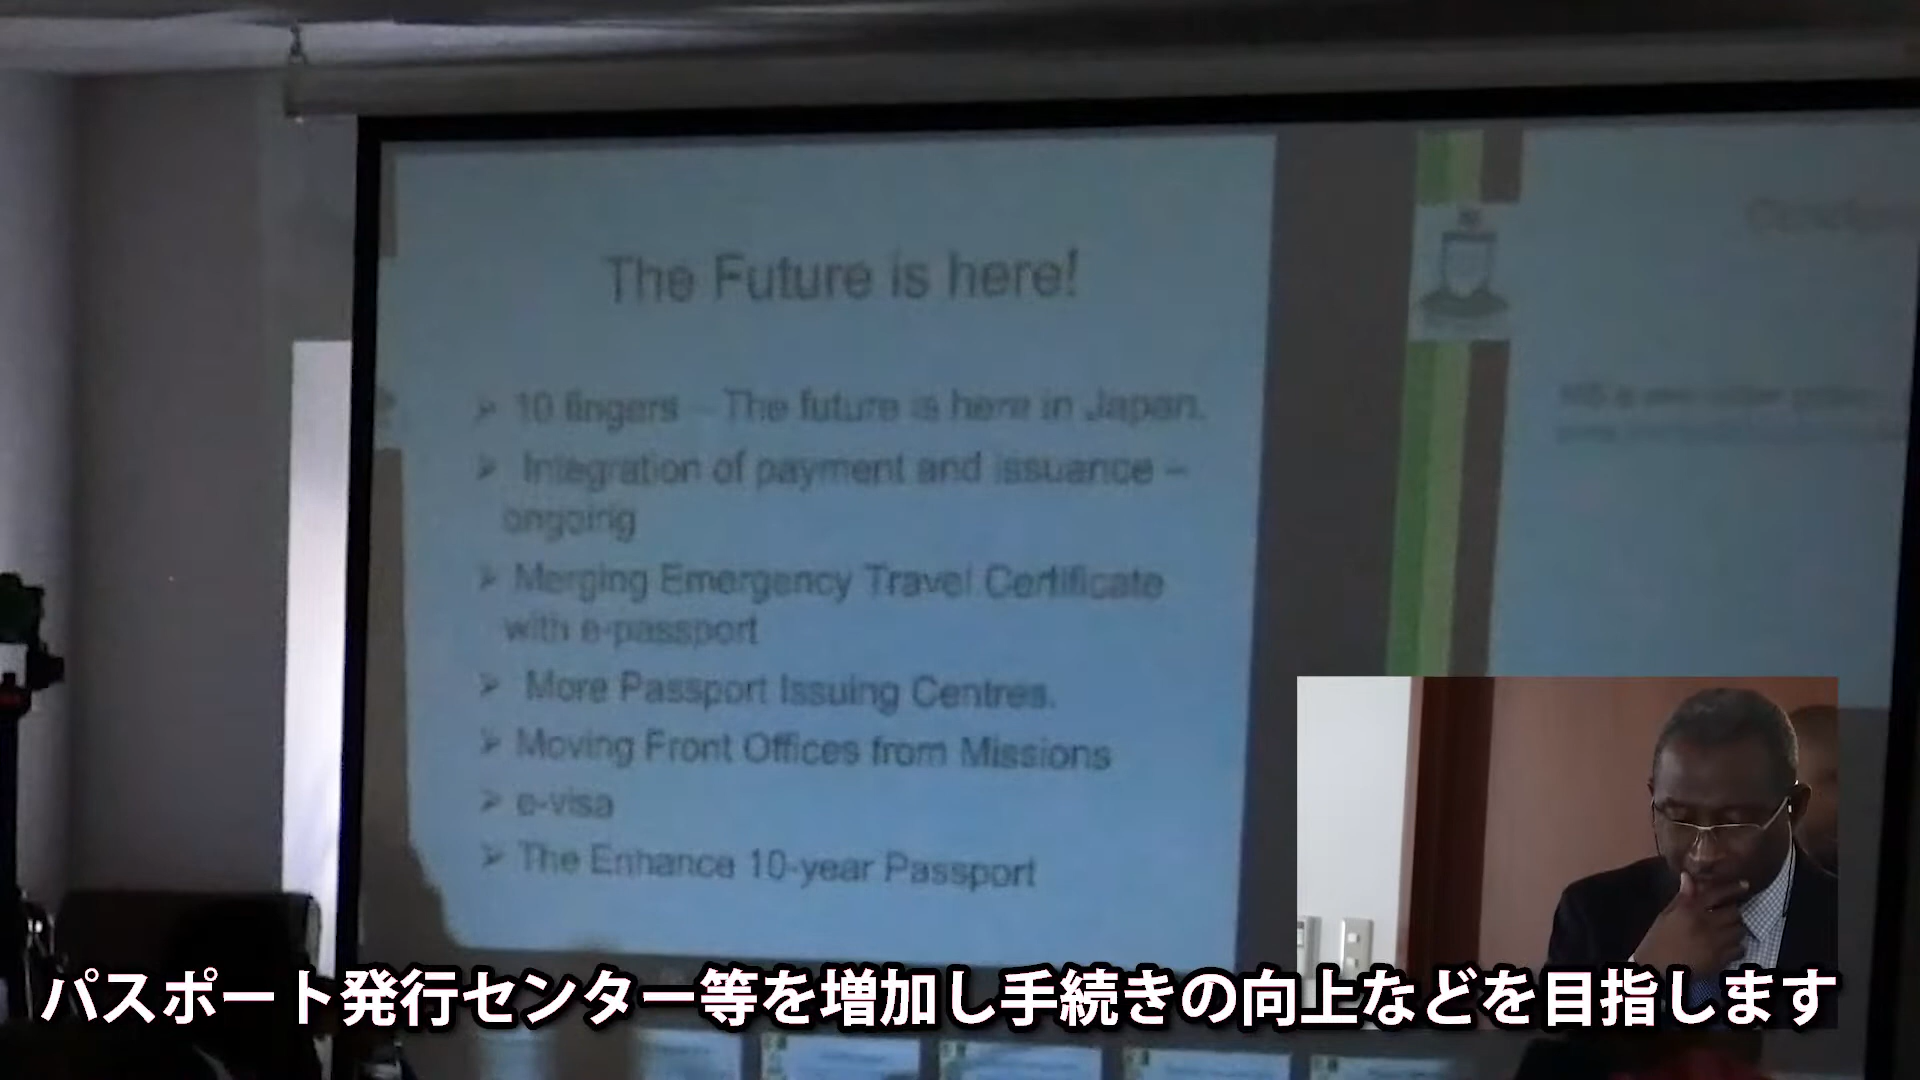 The Future is here!
➢ 10 fingers – The future is here in Japan.
➢ Integration of payment and issuance –
ongoing
➢ Merging Emergency Travel Certificate
with e-passport
➢ More Passport Issuing Centres.
➢ Moving Front Offices from Missions
➢ e-visa
➢ The Enhance 10-year Passport
パスポート発行センター等を増加し手続きの向上などを目指します